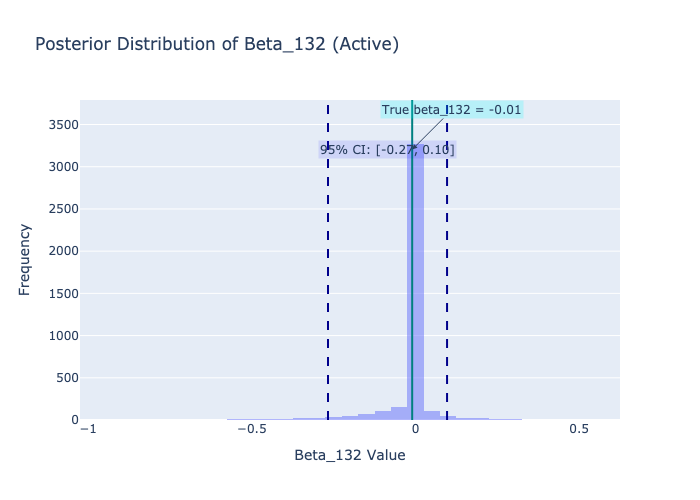 Posterior Distribution of Beta_132 (Active)
True beta_132 = -0.01
95% CI: [-0.27, 0.10]
3500
3000
2500
2000
1500
1000
500
0
Frequency
−1
−0.5
0
0.5
Beta_132 Value